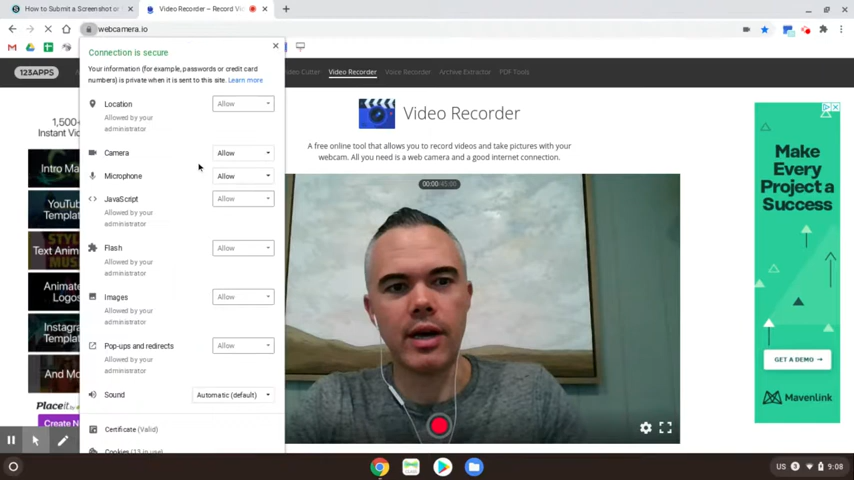 How to Submit a Screenshot or
Video Recorder – Record Vi
webcamera.io
Connection is secure
Your information (for example, passwords or credit card
numbers) is private when it is sent to this site. Learn more
Location
Allow
Allowed by your
administrator
Camera
Allow
Microphone
Allow
JavaScript
Allow
Allowed by your
administrator
Flash
Allow
Allowed by your
administrator
Images
Allow
Allowed by your
administrator
Pop-ups and redirects
Allow
Allowed by your
administrator
Sound
Automatic (default)
Certificate (Valid)
123APPS
Video Cutter
Video Recorder
Voice Recorder
Archive Extractor
PDF Tools
1,500+
Instant Vi
Intro Ma
YouTu
Templat
Text Anim
Animate
Logos
Instag
Templat
And Mo
Placeit
Create N
Video Recorder
A free online tool that allows you to record videos and take pictures with your
webcam. All you need is a web camera and a good internet connection.
00:00
Make
Every
Project a
Success
GET A DEMO →
Mavenlink
US
3
9:08